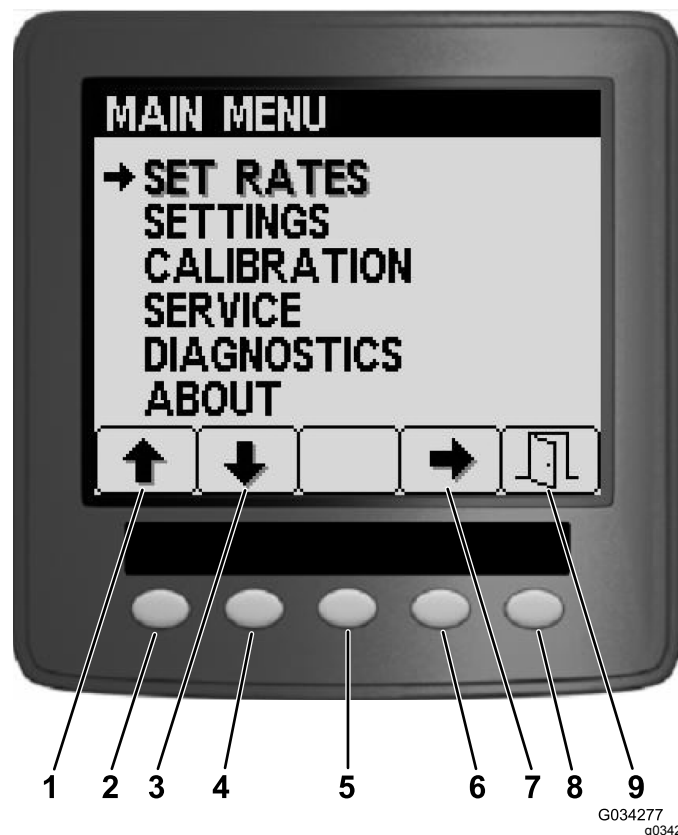 MAIN MENU
SET RATES
SETTINGS
CALIBRATION
SERVICE
DIAGNOSTICS
ABOUT
1 2 3 4 5 6 7 8 9
G034277
g0342